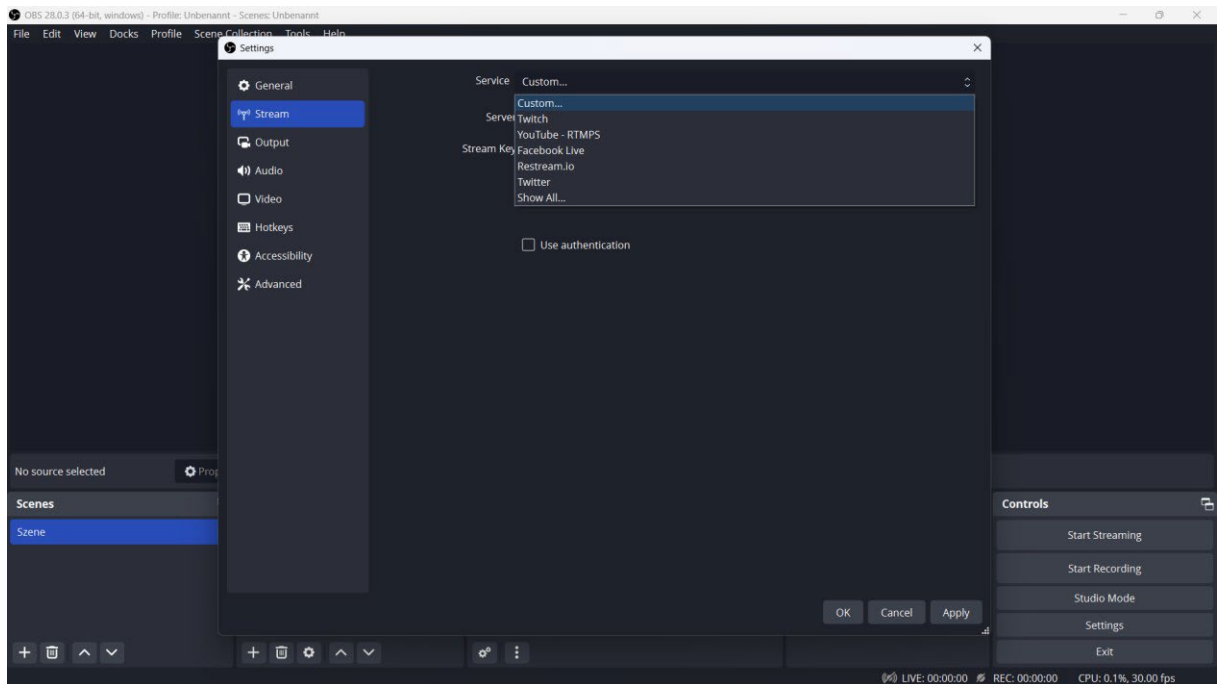 OBS 28.0.3 (64-bit, windows) - Profile: Unbenannt - Scenes: Unbenannt
File Edit View Docks Profile Scene Collection Tools Help
Settings
General
Stream
Output
Audio
Video
Hotkeys
Accessibility
Advanced
Service Custom...
Custom...
Server
Twitch
YouTube - RTMPS
Stream Key
Facebook Live
Restream.io
Twitter
Show All...
Use authentication
OK Cancel Apply
No source selected
Scenes
Szene
Controls
Start Streaming
Start Recording
Studio Mode
Settings
Exit
LIVE: 00:00:00 REC: 00:00:00 CPU: 0.1%, 30.00 fps